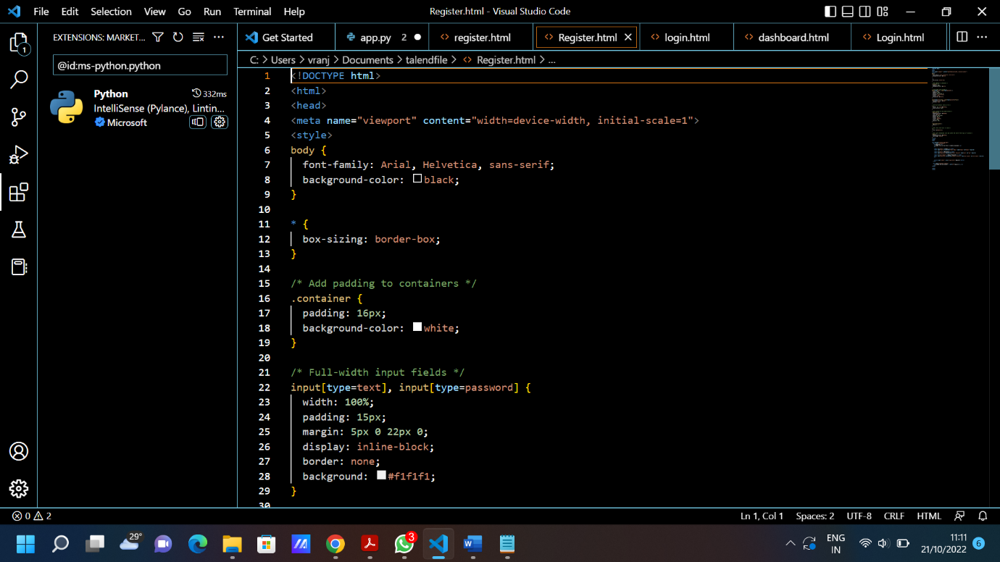 File Edit Selection View Go Run Terminal Help Register.html - Visual Studio Code
EXTENSIONS: MARKET... ...
Get Started app.py 2 register.html Register.html login.html dashboard.html Login.html ...
1
@id:ms-python.python
Python 332ms
IntelliSense (Pylance), Lintin...
Microsoft
C: > Users > vranj > Documents > talendfile > Register.html > ...
1 <!DOCTYPE html>
2 <html>
3 <head>
4 <meta name="viewport" content="width=device-width, initial-scale=1">
5 <style>
6 body {
7 font-family: Arial, Helvetica, sans-serif;
8 background-color: black;
9 }
10
11 * {
12 box-sizing: border-box;
13 }
14
15 /* Add padding to containers */
16 .container {
17 padding: 16px;
18 background-color: white;
19 }
20
21 /* Full-width input fields */
22 input[type=text], input[type=password] {
23 width: 100%;
24 padding: 15px;
25 margin: 5px 0 22px 0;
26 display: inline-block;
27 border: none;
28 background: #f1f1f1;
29 }
30
0 2 Ln 1, Col 1 Spaces: 2 UTF-8 CRLF HTML
29° 3 ENG
IN
11:11
21/10/2022 6